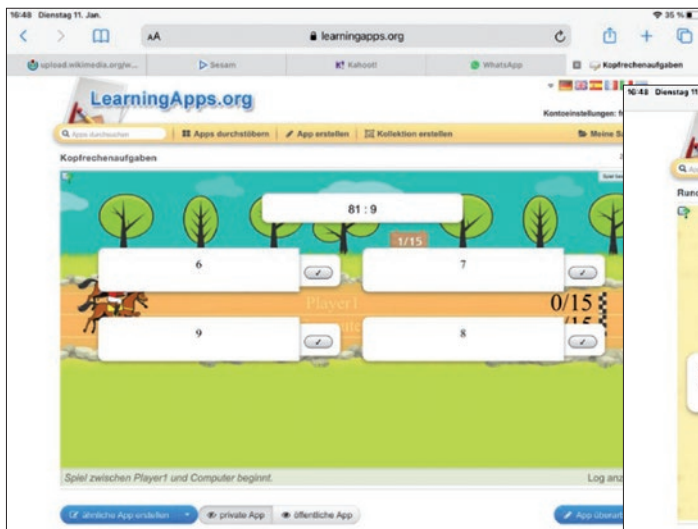 16:48 Dienstag 11. Jan.
35 %
AA
learningapps.org
upload.wikimedia.org/w...
Sesam
K! Kahoot!
WhatsApp
Kopfrechenaufgaben
LearningApps.org
Kontoeinstellungen:
Apps durchsuchen
Apps durchstöbern
App erstellen
Kollektion erstellen
Meine
Kopfrechenaufgaben
81 : 9
1/15
6
7
Player1
0/15
9
8
Spiel zwischen Player1 und Computer beginnt.
Log
ähnliche App erstellen
private App
öffentliche App
App
16:48 Dienstag 11